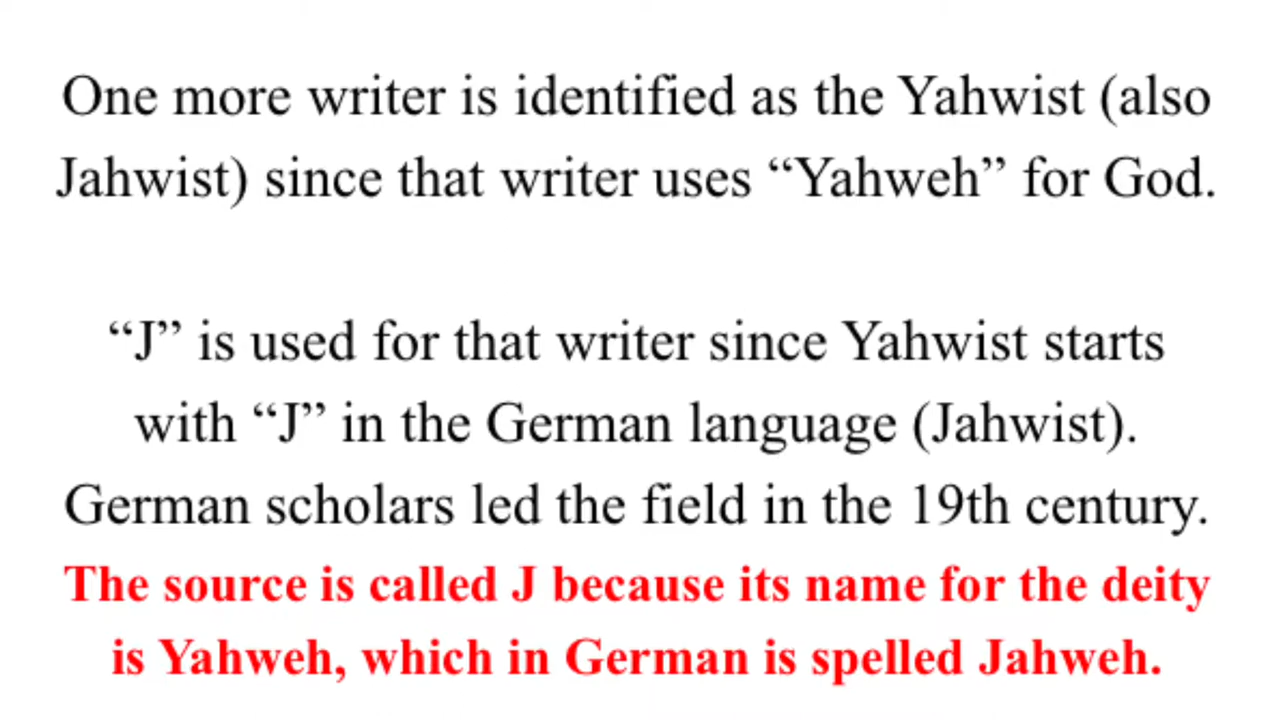 One more writer is identified as the Yahwist (also
Jahwist) since that writer uses “Yahweh” for God.
“J” is used for that writer since Yahwist starts
with “J” in the German language (Jahwist).
German scholars led the field in the 19th century.
The source is called J because its name for the deity
is Yahweh, which in German is spelled Jahweh.